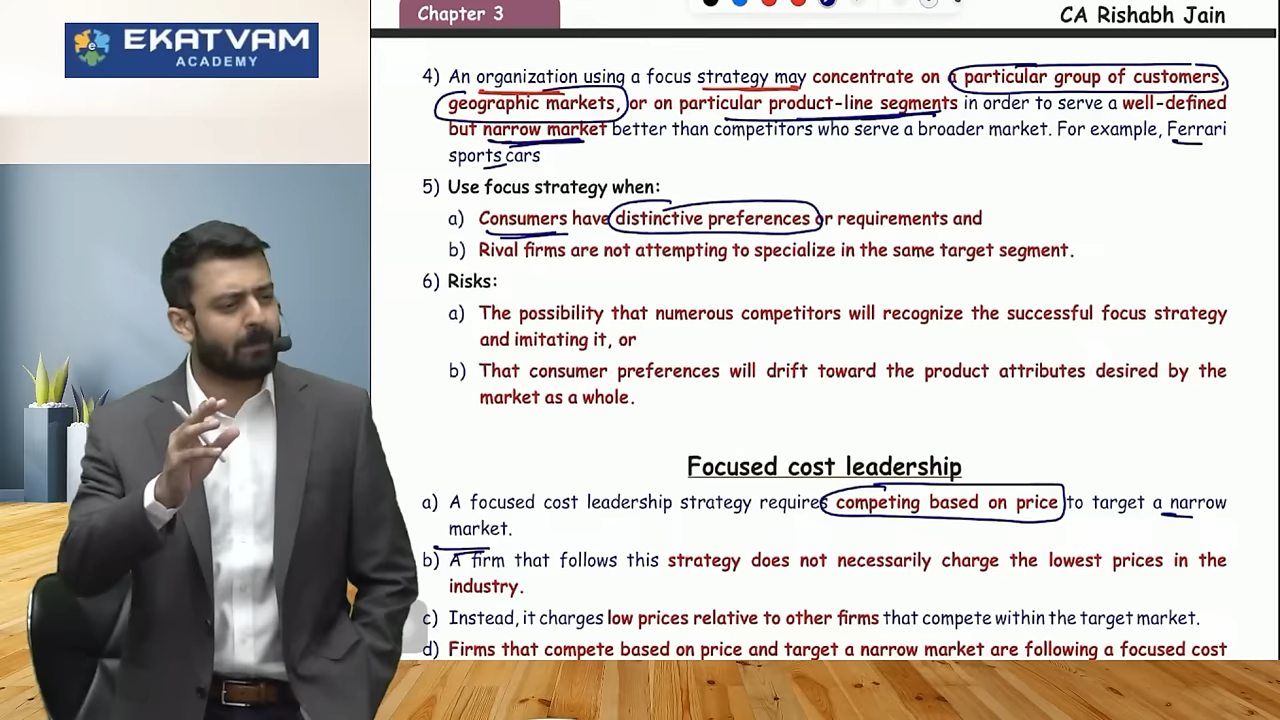 EKATVAM
ACADEMY
Chapter 3
CA Rishabh Jain
4) An organization using a focus strategy may concentrate on a particular group of customers,
geographic markets, or on particular product-line segments in order to serve a well-defined
but narrow market better than competitors who serve a broader market. For example, Ferrari
sports cars
5) Use focus strategy when:
a) Consumers have distinctive preferences or requirements and
b) Rival firms are not attempting to specialize in the same target segment.
6) Risks:
a) The possibility that numerous competitors will recognize the successful focus strategy
and imitating it, or
b) That consumer preferences will drift toward the product attributes desired by the
market as a whole.
Focused cost leadership
a) A focused cost leadership strategy requires competing based on price to target a narrow
market.
b) A firm that follows this strategy does not necessarily charge the lowest prices in the
industry.
c) Instead, it charges low prices relative to other firms that compete within the target market.
d) Firms that compete based on price and target a narrow market are following a focused cost